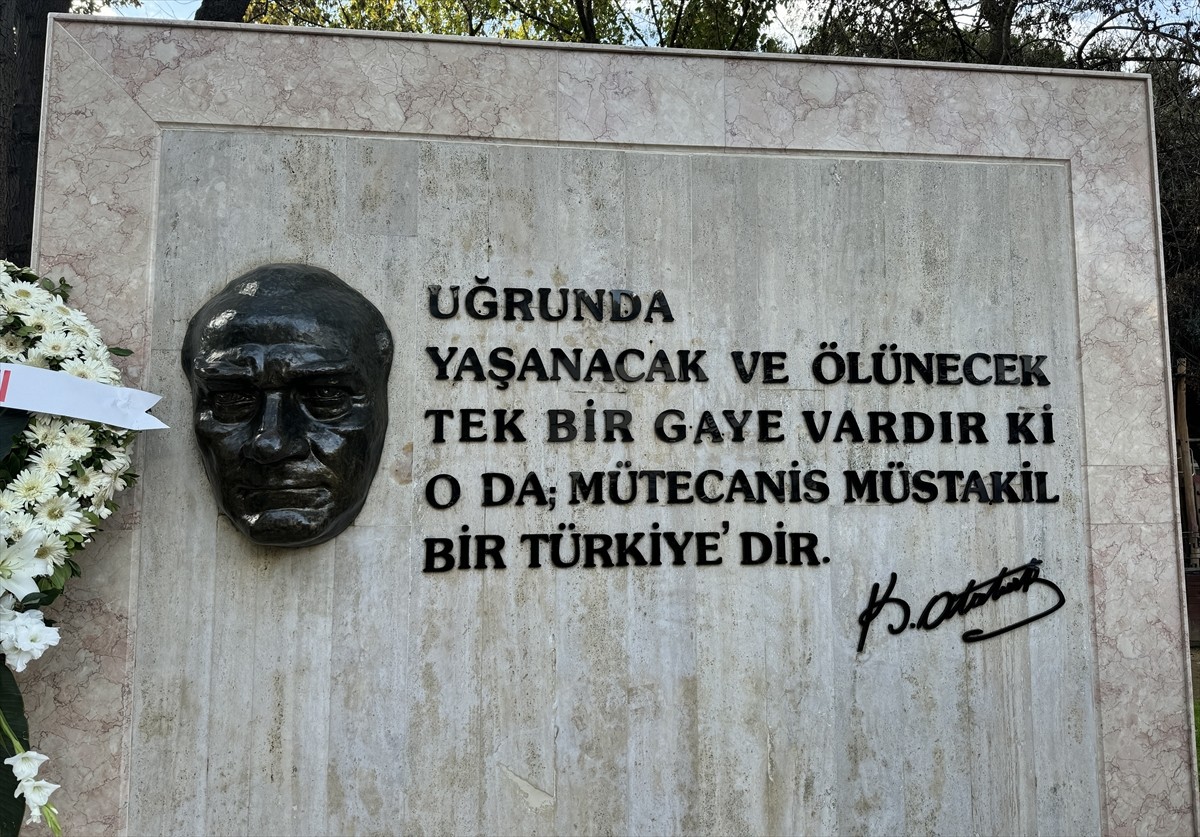 UĞRUNDA
YAŞANACAK VE ÖLÜNECEK
TEK BİR GAYE VARDIR Kİ
O DA; MÜTECANİS MÜSTAKİL
BİR TÜRKİYE'DİR.
K. Atatürk